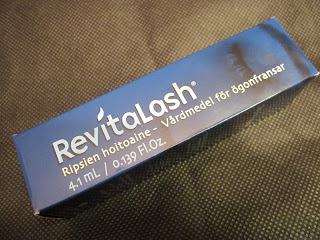 RevitaLash®
Ripsien hoitoaine - Vårdmedel för ögonfransar
4.1 mL / 0.139 Fl.Oz.